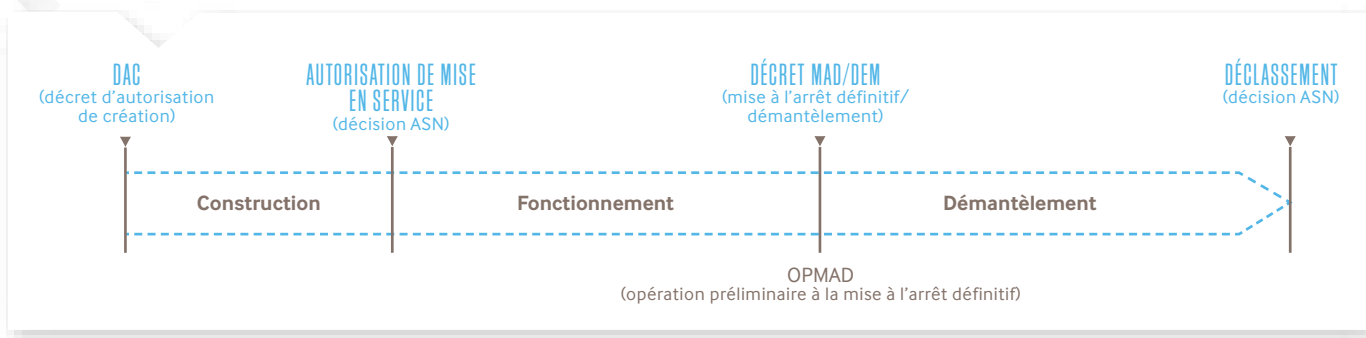 DAC
(décret d'autorisation
de création)
AUTORISATION DE MISE
EN SERVICE
(décision ASN)
DÉCRET MAD/DEM
(mise à l'arrêt définitif/
démantèlement)
DÉCLASSEMENT
(décision ASN)
Construction
Fonctionnement
Démantèlement
OPMAD
(opération préliminaire à la mise à l'arrêt définitif)